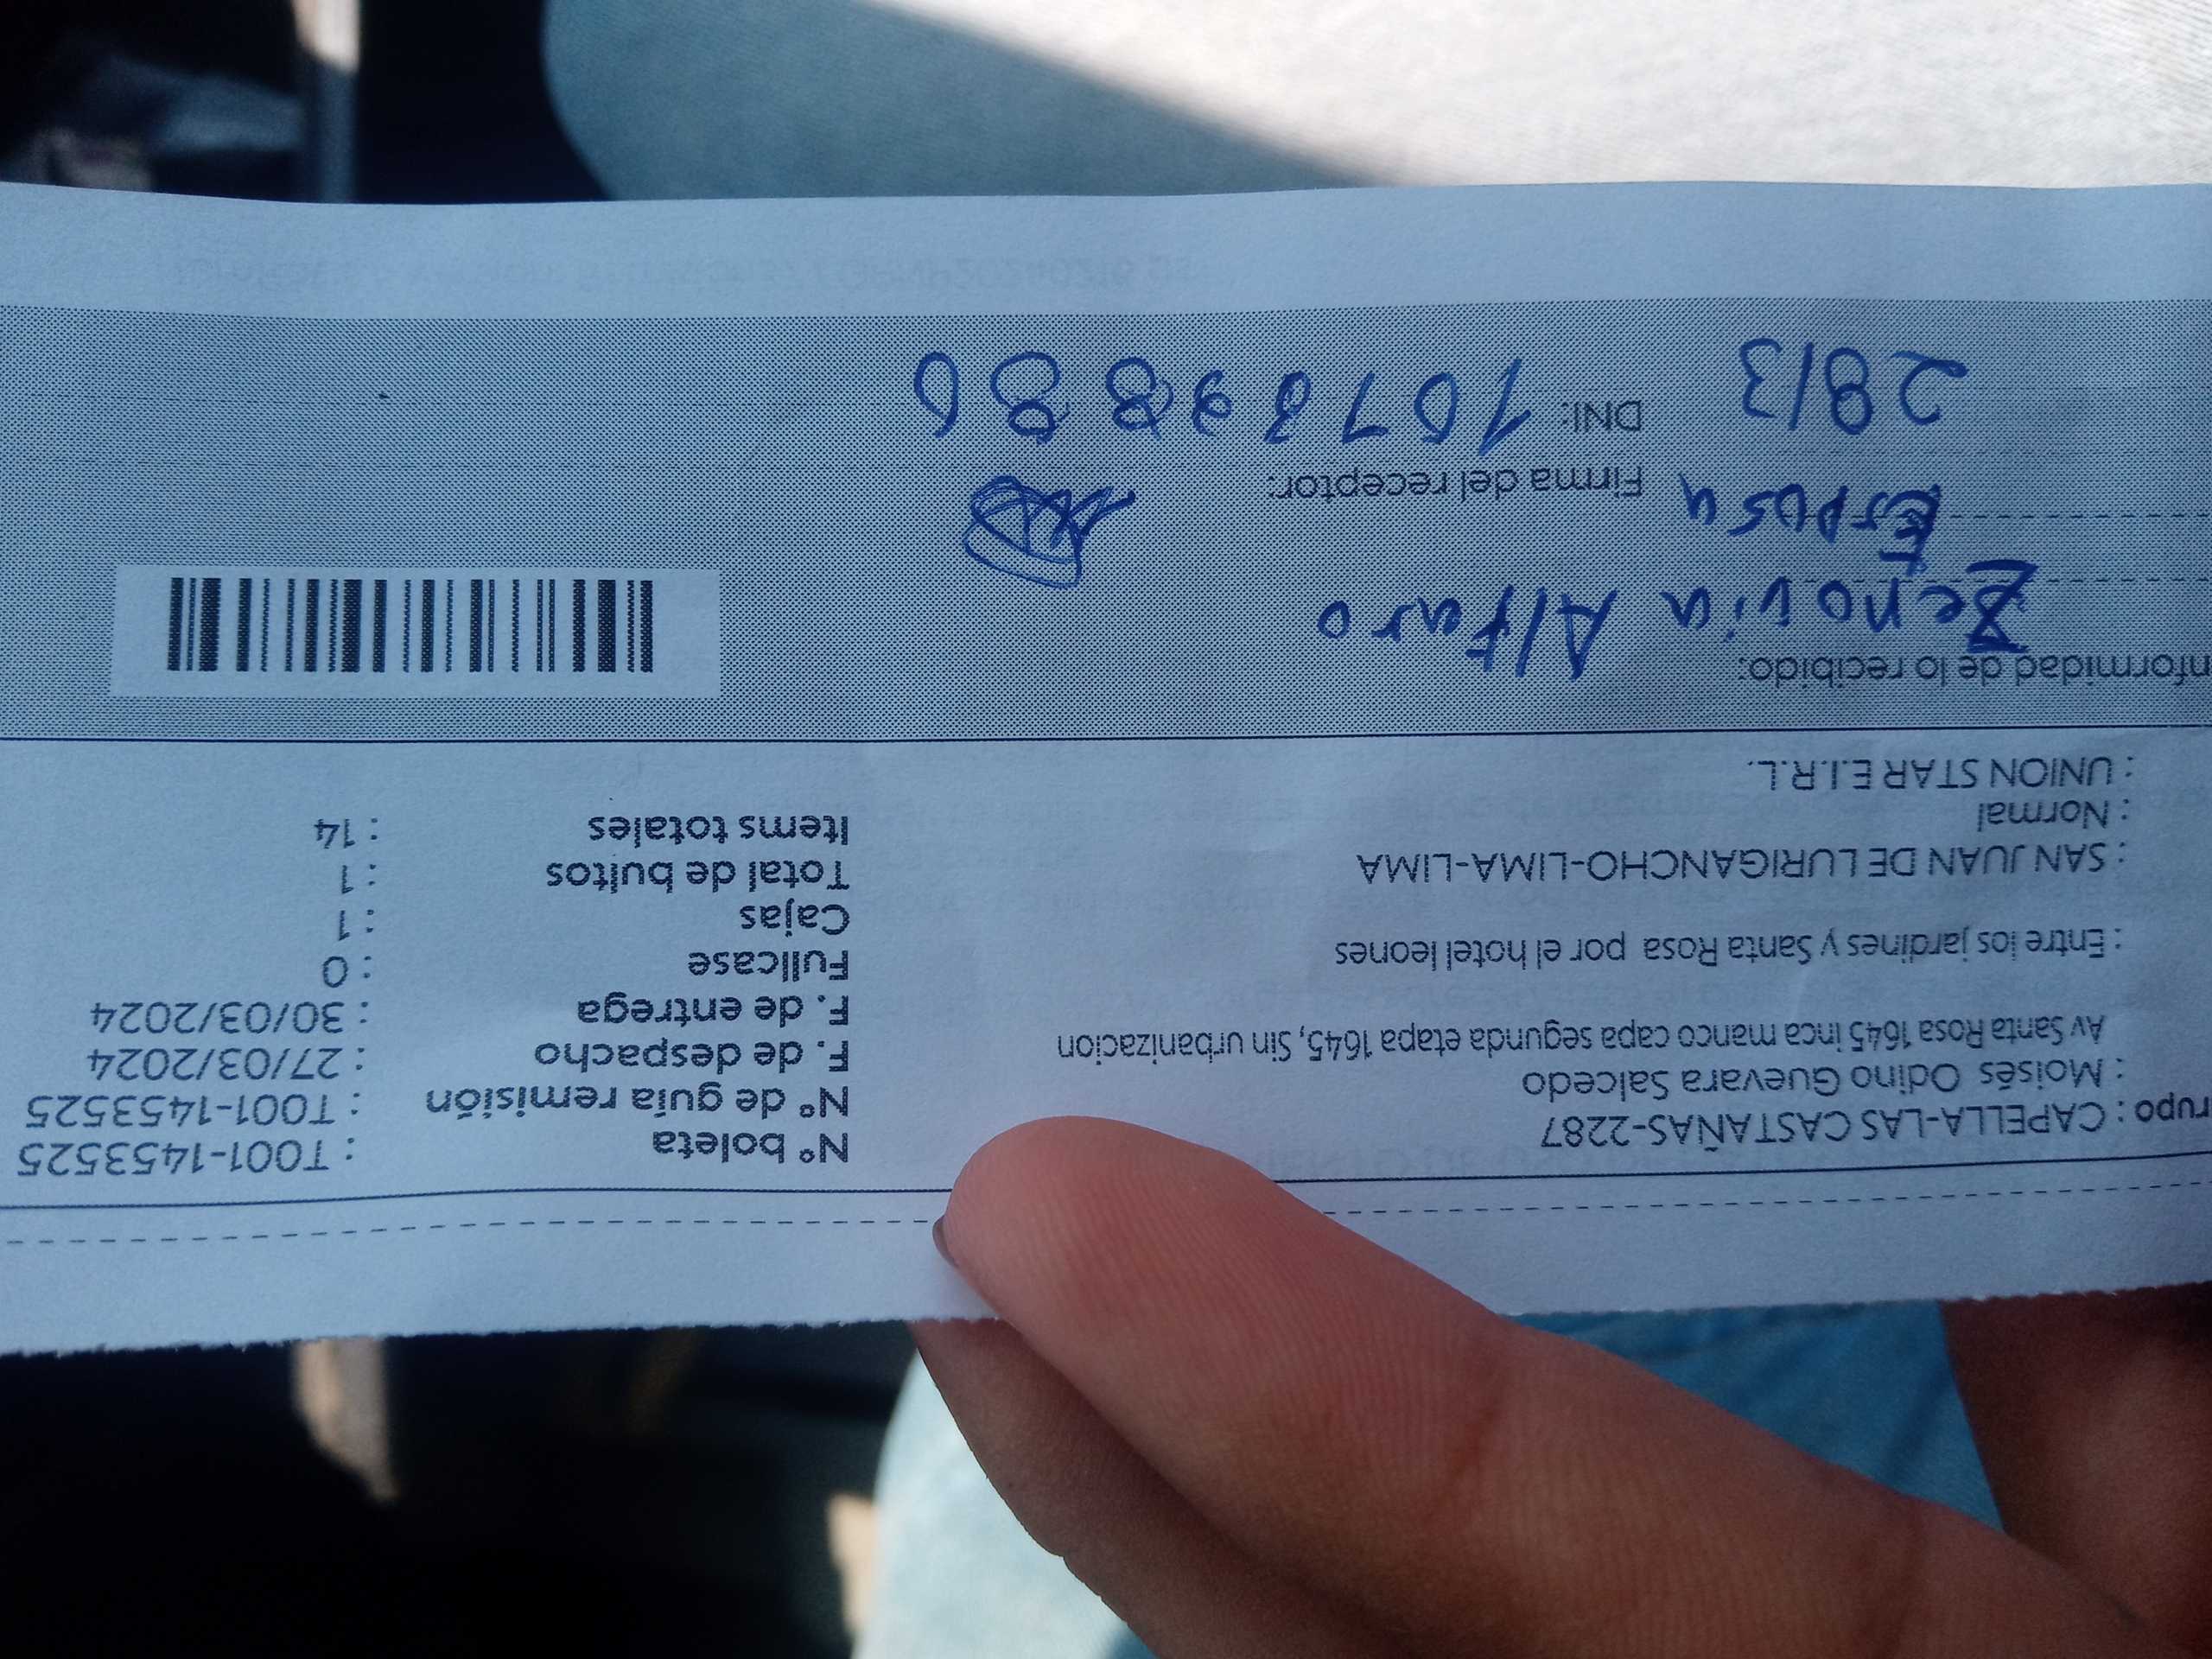 rupo : CAPELLA-LAS CASTAÑAS-2287
: Moisés Odino Guevara Salcedo
Av Santa Rosa 1645 inca manco capa segunda etapa 1645, Sin urbanizacion
: Entre los jardines y Santa Rosa por el hotel leones
: SAN JUAN DE LURIGANCHO-LIMA-LIMA
: Normal
: UNION STAR E.I.R.L.
N° boleta : T001-1453525
N° de guía remisión : T001-1453525
F. de despacho : 27/03/2024
F. de entrega : 30/03/2024
Fullcase : 0
Cajas : 1
Total de bultos : 1
Items totales : 14
nformidad de lo recibido:
Zenovia Alfaro
Esposa
Firma del receptor:
28/3
DNI: